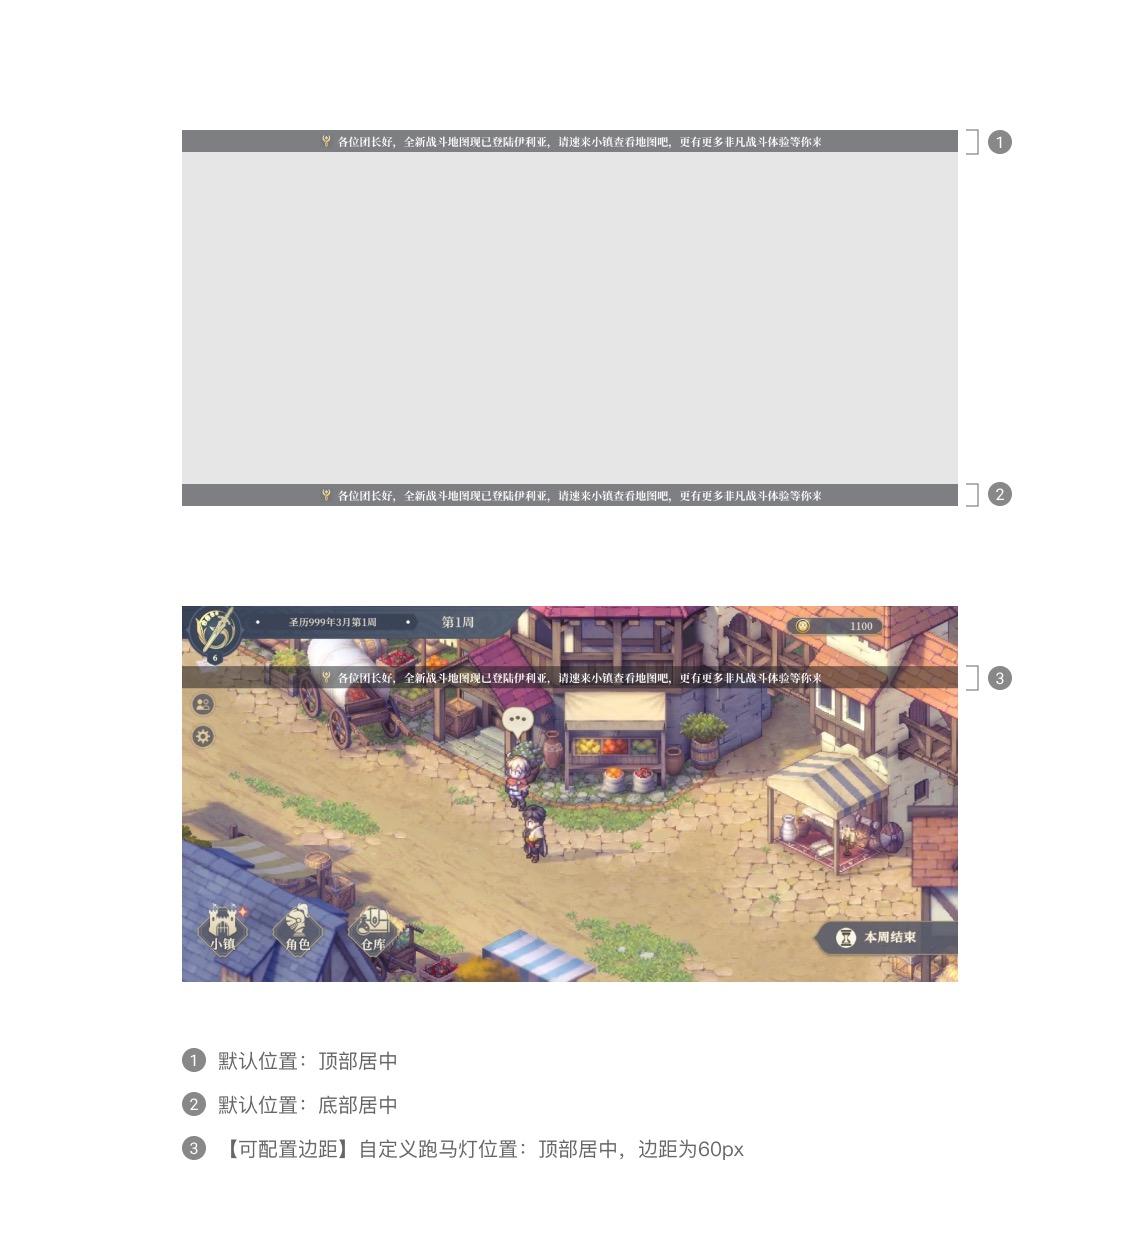 各位团长好，全新战斗地图现已登陆伊利亚，请速来小镇查看地图吧，更有更多非凡战斗体验等你来
1
各位团长好，全新战斗地图现已登陆伊利亚，请速来小镇查看地图吧，更有更多非凡战斗体验等你来
2
圣历999年3月第1周
第1周
1100
6
各位团长好，全新战斗地图现已登陆伊利亚，请速来小镇查看地图吧，更有更多非凡战斗体验等你来
3
小镇
角色
仓库
本周结束
1 默认位置：顶部居中
2 默认位置：底部居中
3 【可配置边距】自定义跑马灯位置：顶部居中，边距为60px